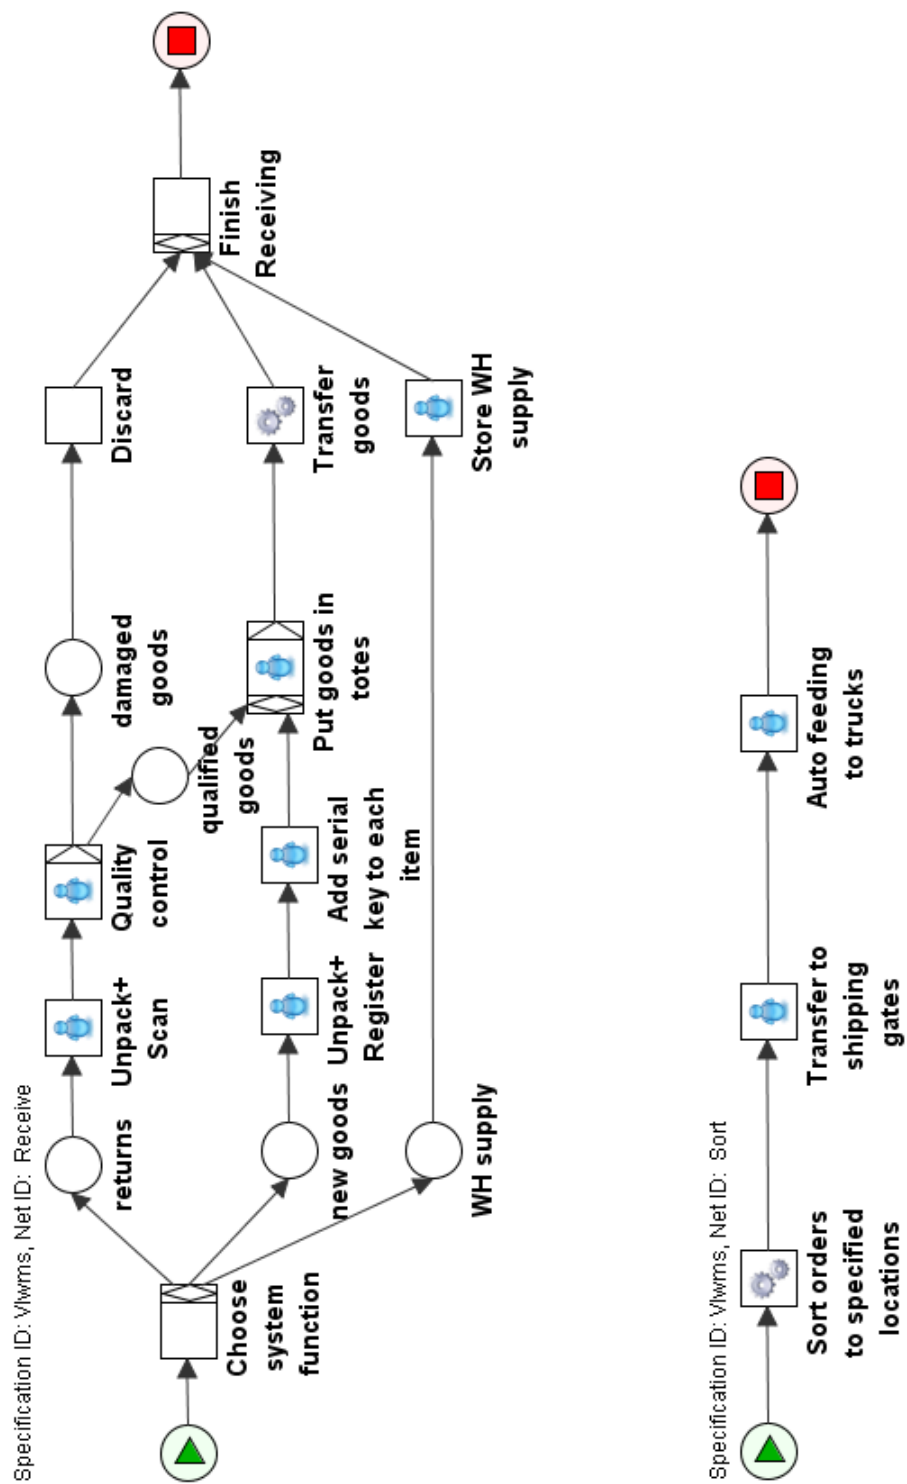 Specification ID: Vlwms, Net ID: Receive
returns
Unpack+
Scan
Quality
control
damaged
goods
Discard
qualified
goods
Choose
system
function
new goods
Unpack+
Register
Add serial
key to each
item
Put goods in
totes
Transfer
goods
Finish
Receiving
WH supply
Store WH
supply
Specification ID: Vlwms, Net ID: Sort
Sort orders
to specified
locations
Transfer to
shipping
gates
Auto feeding
to trucks